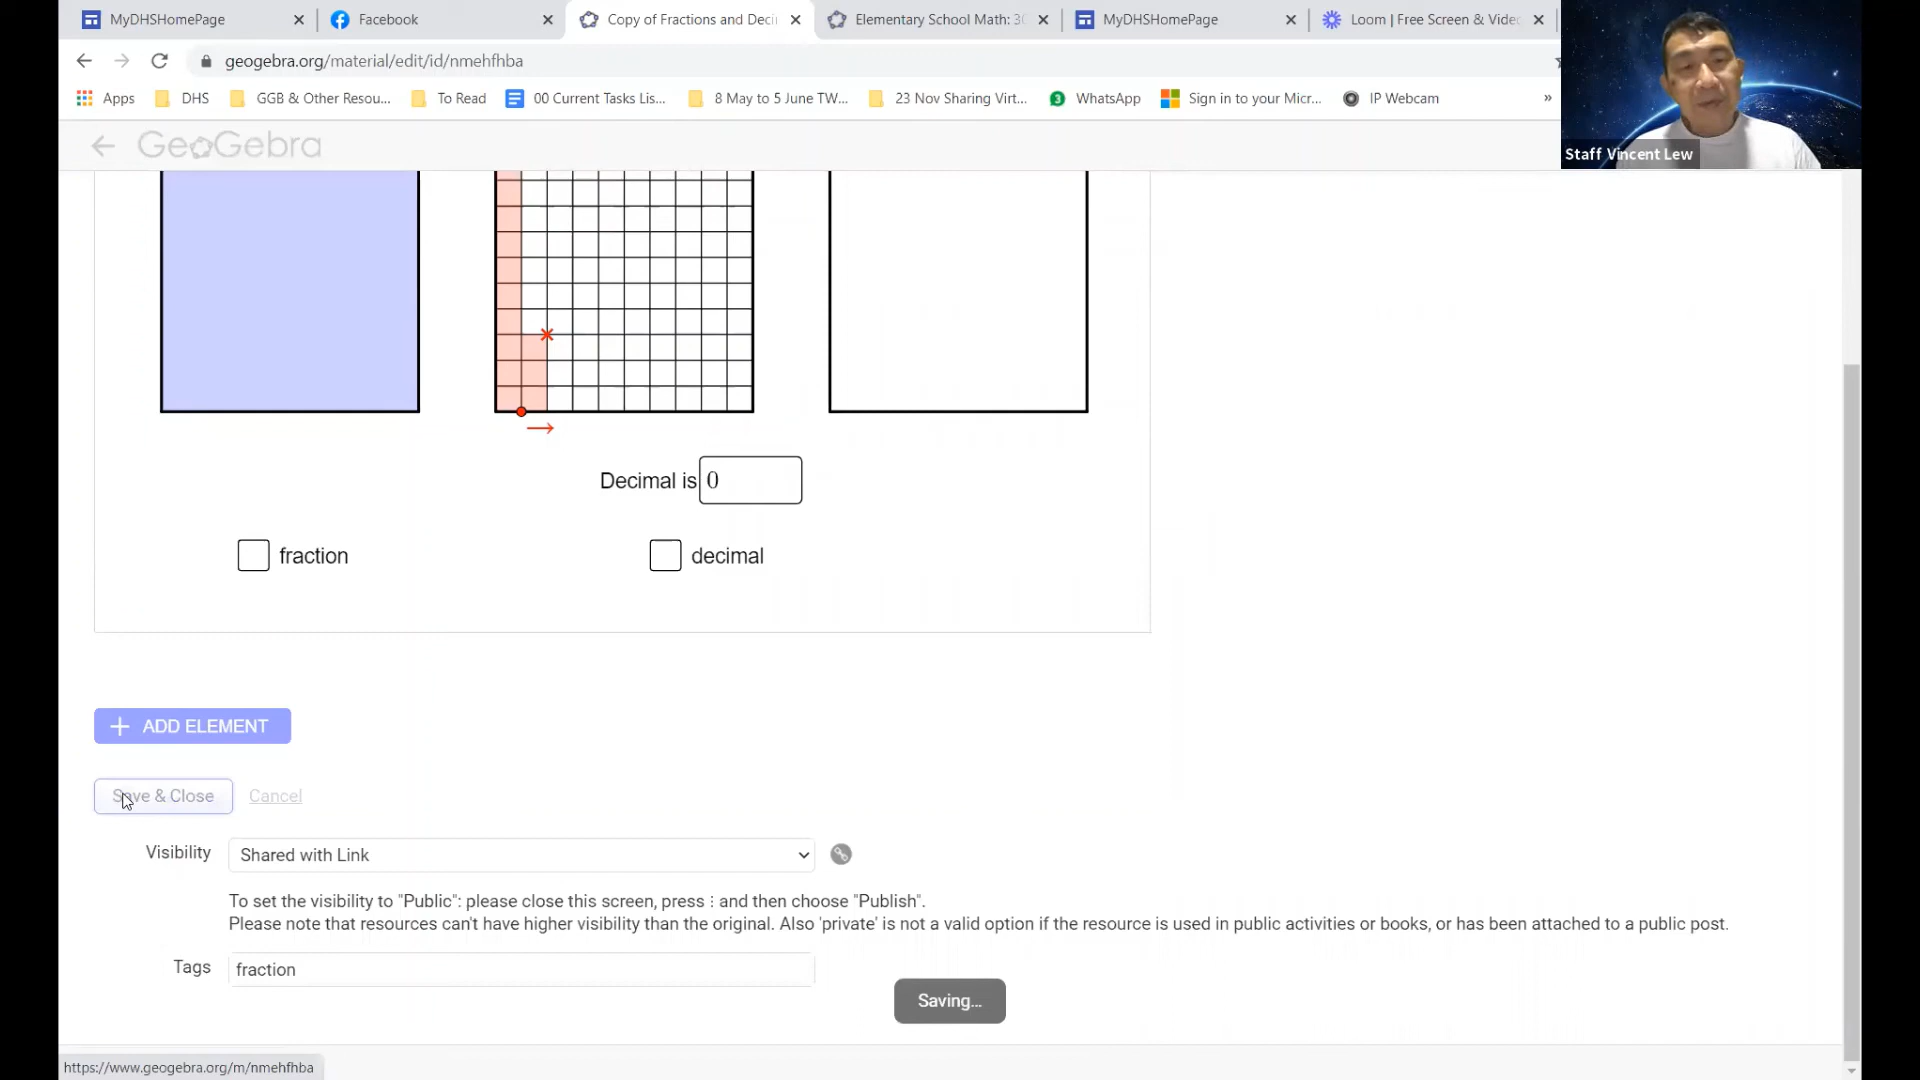 MyDHSHomePage
Facebook
Copy of Fractions and Deci
Elementary School Math: 30
MyDHSHomePage
Loom | Free Screen & Video
geogebra.org/material/edit/id/nmehfhba
Apps
DHS
GGB & Other Resou...
To Read
00 Current Tasks Lis...
8 May to 5 June TW...
23 Nov Sharing Virt...
3
WhatsApp
Sign in to your Micr...
IP Webcam
»
Staff Vincent Lew
GeoGebra
Decimal is 0
fraction
decimal
+ ADD ELEMENT
Save & Close
Cancel
Visibility
Shared with Link
To set the visibility to "Public": please close this screen, press ⋮ and then choose "Publish".
Please note that resources can't have higher visibility than the original. Also 'private' is not a valid option if the resource is used in public activities or books, or has been attached to a public post.
Tags
fraction
Saving...
https://www.geogebra.org/m/nmehfhba